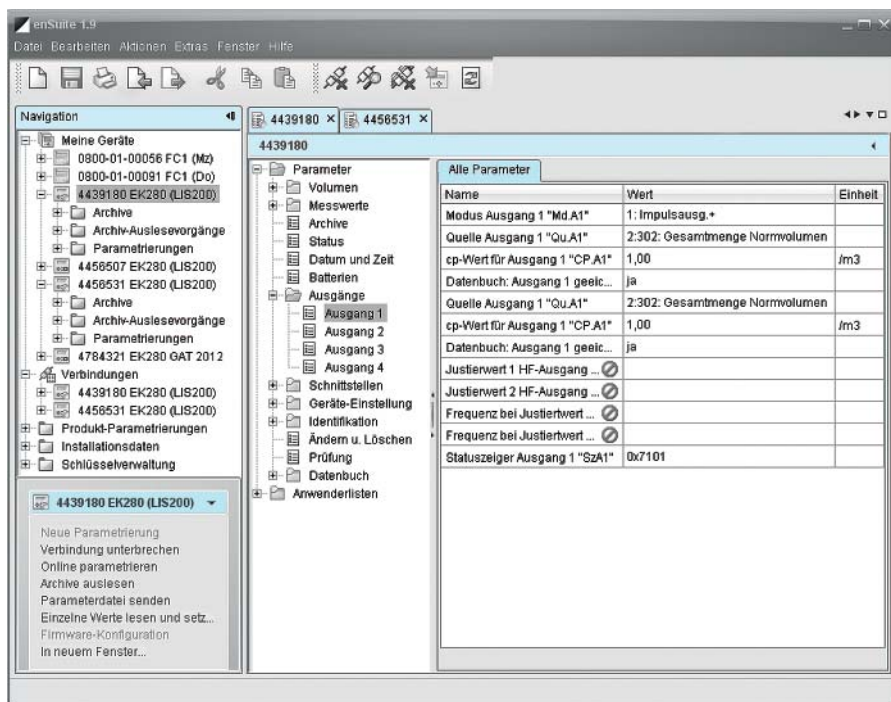 enSuite 1.9
Datei Bearbeiten Aktionen Extras Fenster Hilfe
Navigation
Meine Geräte
0800-01-00056 FC1 (Mz)
0800-01-00091 FC1 (Do)
4439180 EK280 (LIS200)
Archive
Archiv-Auslesevorgänge
Parametrierungen
4456507 EK280 (LIS200)
4456531 EK280 (LIS200)
Archive
Archiv-Auslesevorgänge
Parametrierungen
4784321 EK280 GAT 2012
Verbindungen
4439180 EK280 (LIS200)
4456531 EK280 (LIS200)
Produkt-Parametrierungen
Installationsdaten
Schlüsselverwaltung
4439180 EK280 (LIS200)
Neue Parametrierung
Verbindung unterbrechen
Online parametrieren
Archive auslesen
Parameterdatei senden
Einzelne Werte lesen und setz...
Firmware-Konfiguration
In neuem Fenster...
4439180 × 4456531 ×
4439180
Parameter
Volumen
Messwerte
Archive
Status
Datum und Zeit
Batterien
Ausgänge
Ausgang 1
Ausgang 2
Ausgang 3
Ausgang 4
Schnittstellen
Geräte-Einstellung
Identifikation
Ändern u. Löschen
Prüfung
Datenbuch
Anwenderlisten
Alle Parameter
Name Wert Einheit
Modus Ausgang 1 "Md.A1" 1: Impulsausg.+
Quelle Ausgang 1 "Qu.A1" 2:302: Gesamtmenge Normvolumen
cp-Wert für Ausgang 1 "CP.A1" 1,00 /m3
Datenbuch: Ausgang 1 geeic... ja
Quelle Ausgang 1 "Qu.A1" 2:302: Gesamtmenge Normvolumen
cp-Wert für Ausgang 1 "CP.A1" 1,00 /m3
Datenbuch: Ausgang 1 geeic... ja
Justierwert 1 HF-Ausgang ...
Justierwert 2 HF-Ausgang ...
Frequenz bei Justiertwert ...
Frequenz bei Justiertwert ...
Statuszeiger Ausgang 1 "SzA1" 0x7101